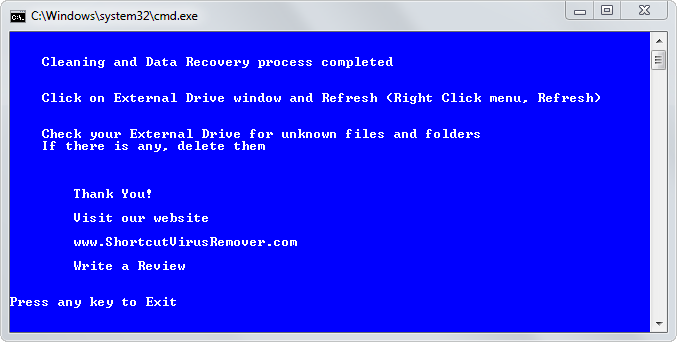 C:\Windows\system32\cmd.exe
Cleaning and Data Recovery process completed
Click on External Drive window and Refresh (Right Click menu, Refresh)
Check your External Drive for unknown files and folders
If there is any, delete them
Thank You!
Visit our website
www.ShortcutVirusRemover.com
Write a Review
Press any key to Exit